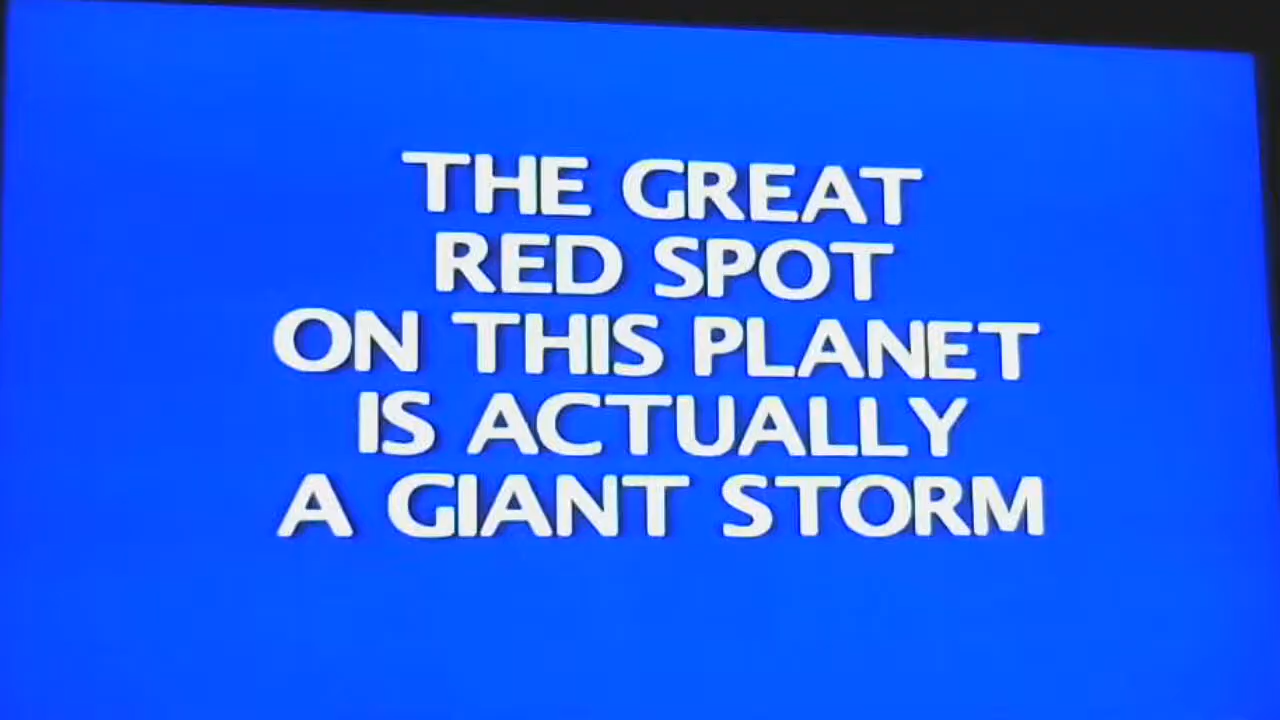 THE GREAT
RED SPOT
ON THIS PLANET
IS ACTUALLY
A GIANT STORM